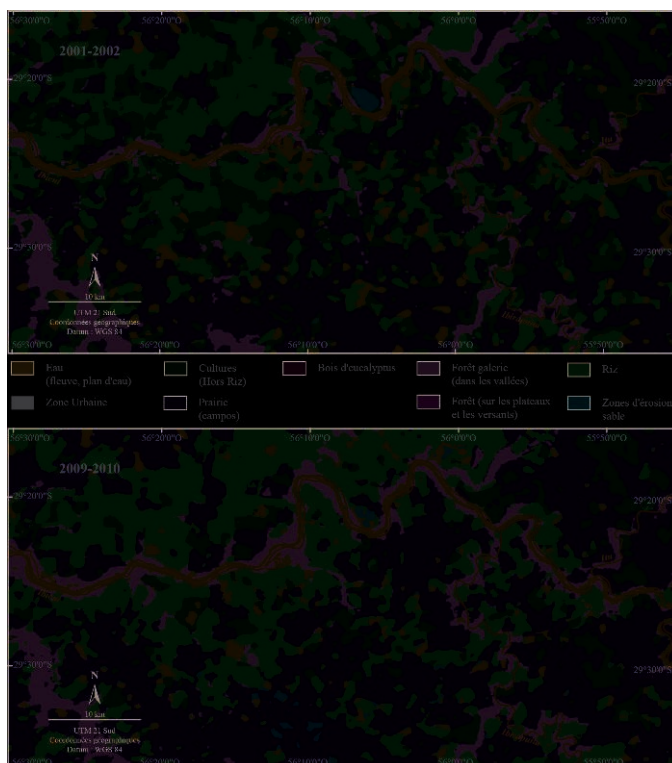 56°30'0"O 56°20'0"O 56°10'0"O 56°0'0"O 55°50'0"O
2001-2002
29°20'0"S 29°20'0"S
29°30'0"S 29°30'0"S
N
10 km
UTM 21 Sud
Coordonnées géographiques
Datum : WGS 84
56°30'0"O 56°20'0"O 56°10'0"O 56°0'0"O 55°50'0"O
Eau
(fleuve, plan d'eau)
Cultures
(Hors Riz)
Bois d'eucalyptus
Forêt galerie
(dans les vallées)
Riz
Zone Urbaine
Prairie
(campos)
Forêt (sur les plateaux
et les versants)
Zones d'érosion
sable
56°30'0"O 56°20'0"O 56°10'0"O 56°0'0"O 55°50'0"O
2009-2010
29°20'0"S 29°20'0"S
29°30'0"S 29°30'0"S
N
10 km
UTM 21 Sud
Coordonnées géographiques
Datum : WGS 84
56°30'0"O 56°20'0"O 56°10'0"O 56°0'0"O 55°50'0"O